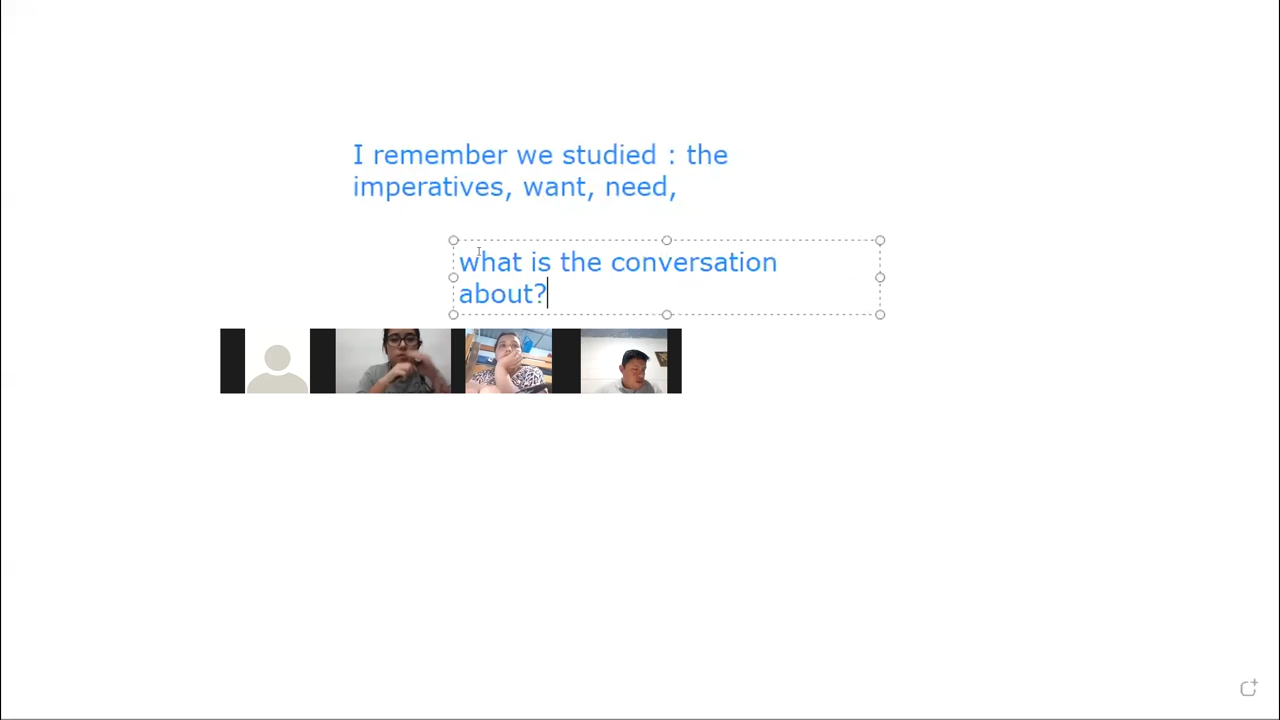 I remember we studied : the
imperatives, want, need,
what is the conversation
about?